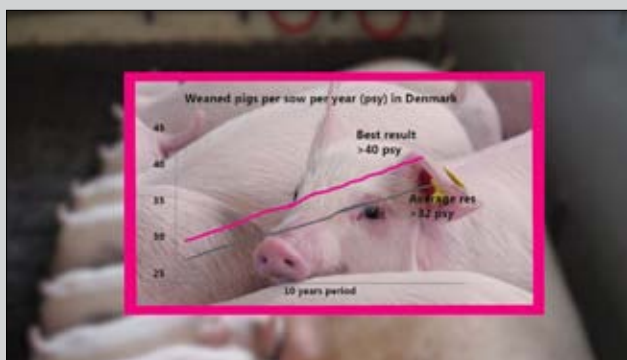 Weaned pigs per sow per year (psy) in Denmark
45
Best result
>40 psy
40
35
Average res
>32 psy
30
25
10 years period